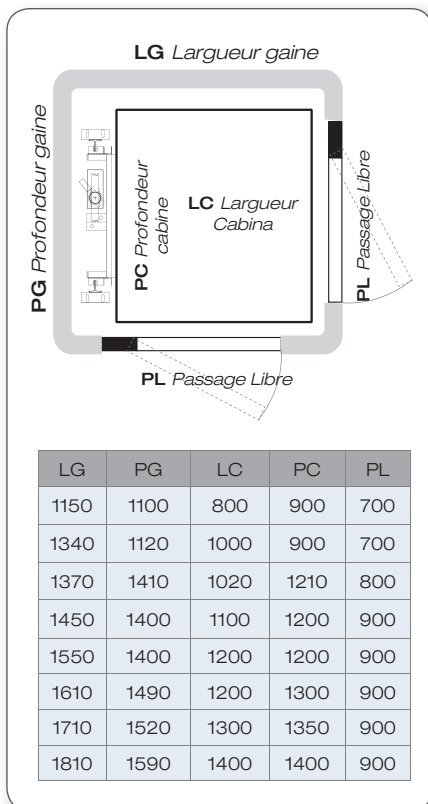 LG Largueur gaine
PG Profondeur gaine
PC Profondeur
cabine
LC Largueur
Cabina
PL Passage Libre
PL Passage Libre
LG PG LC PC PL
1150 1100 800 900 700
1340 1120 1000 900 700
1370 1410 1020 1210 800
1450 1400 1100 1200 900
1550 1400 1200 1200 900
1610 1490 1200 1300 900
1710 1520 1300 1350 900
1810 1590 1400 1400 900